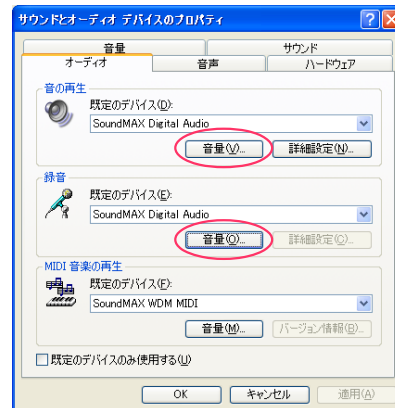 サウンドとオーディオ デバイスのプロパティ
音量
サウンド
オーディオ
音声
ハードウェア
音の再生
既定のデバイス(D):
SoundMAX Digital Audio
音量(V)...
詳細設定(N)...
録音
既定のデバイス(E):
SoundMAX Digital Audio
音量(O)...
詳細設定(C)...
MIDI 音楽の再生
既定のデバイス(F):
SoundMAX WDM MIDI
音量(M)...
バージョン情報(B)...
既定のデバイスのみ使用する(U)
OK
キャンセル
適用(A)